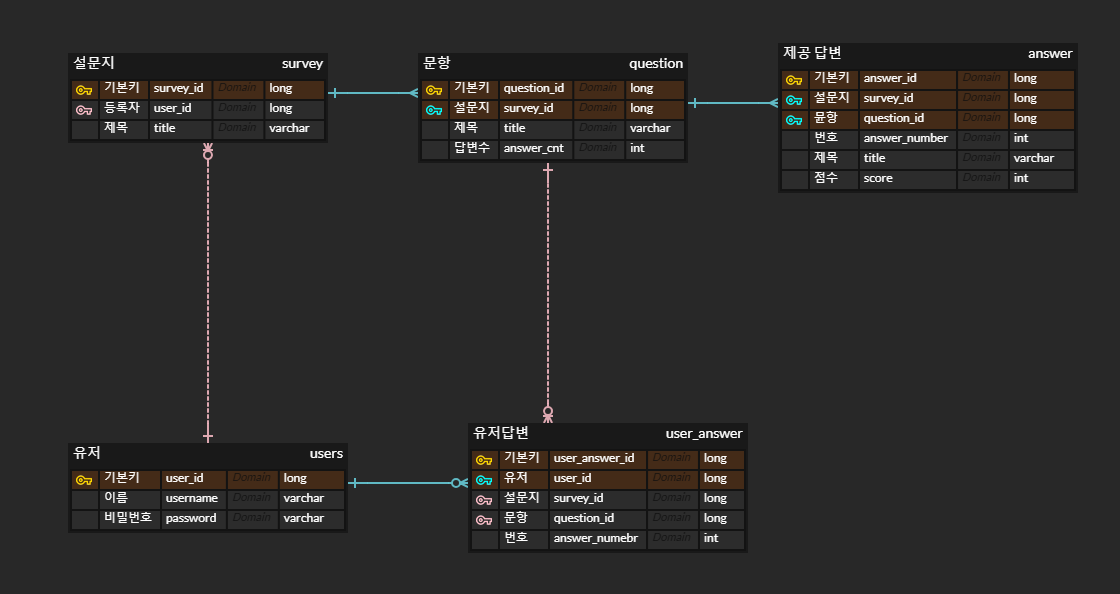 설문지 survey
기본키 survey_id Domain long
등록자 user_id Domain long
제목 title Domain varchar
문항 question
기본키 question_id Domain long
설문지 survey_id Domain long
제목 title Domain varchar
답변수 answer_cnt Domain int
제공 답변 answer
기본키 answer_id Domain long
설문지 survey_id Domain long
문항 question_id Domain long
번호 answer_number Domain int
제목 title Domain varchar
점수 score Domain int
유저 users
기본키 user_id Domain long
이름 username Domain varchar
비밀번호 password Domain varchar
유저답변 user_answer
기본키 user_answer_id Domain long
유저 user_id Domain long
설문지 survey_id Domain long
문항 question_id Domain long
번호 answer_numebr Domain int